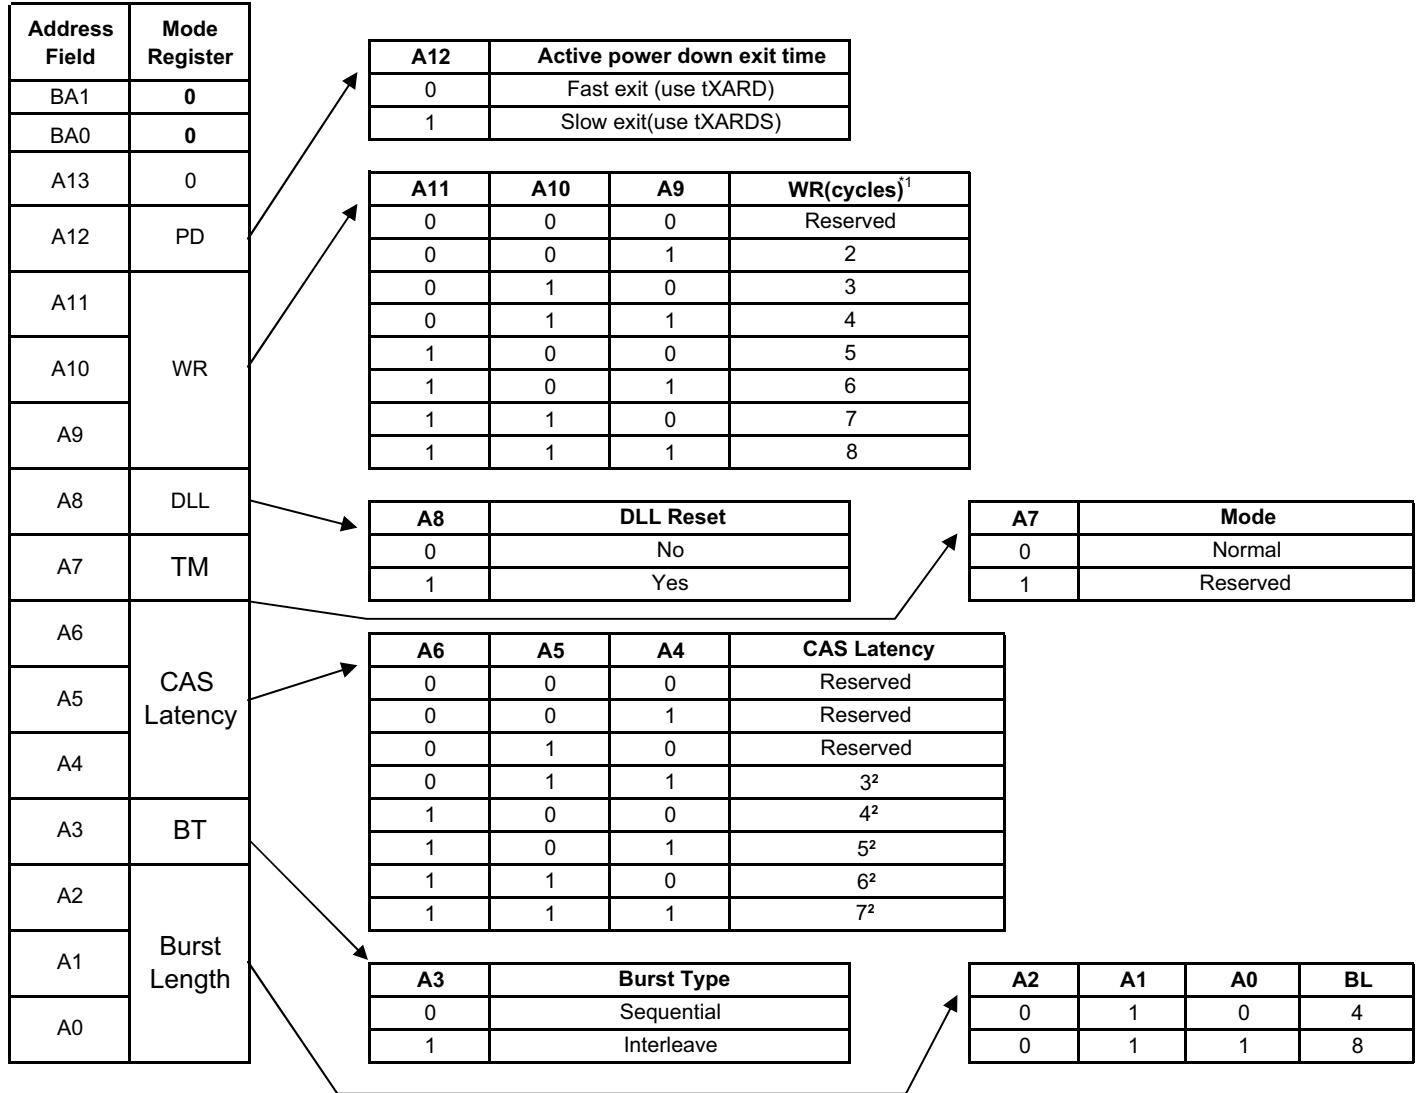 Address Field Mode Register
BA1 0
BA0 0
A13 0
A12 PD
A11
A10 WR
A9
A8 DLL
A7 TM
A6
A5 CAS Latency
A4
A3 BT
A2
A1 Burst Length
A0
A12 Active power down exit time
0 Fast exit (use tXARD)
1 Slow exit(use tXARDS)
A11 A10 A9 WR(cycles)*1
0 0 0 Reserved
0 0 1 2
0 1 0 3
0 1 1 4
1 0 0 5
1 0 1 6
1 1 0 7
1 1 1 8
A8 DLL Reset
0 No
1 Yes
A7 Mode
0 Normal
1 Reserved
A6 A5 A4 CAS Latency
0 0 0 Reserved
0 0 1 Reserved
0 1 0 Reserved
0 1 1 3²
1 0 0 4²
1 0 1 5²
1 1 0 6²
1 1 1 7²
A3 Burst Type
0 Sequential
1 Interleave
A2 A1 A0 BL
0 1 0 4
0 1 1 8